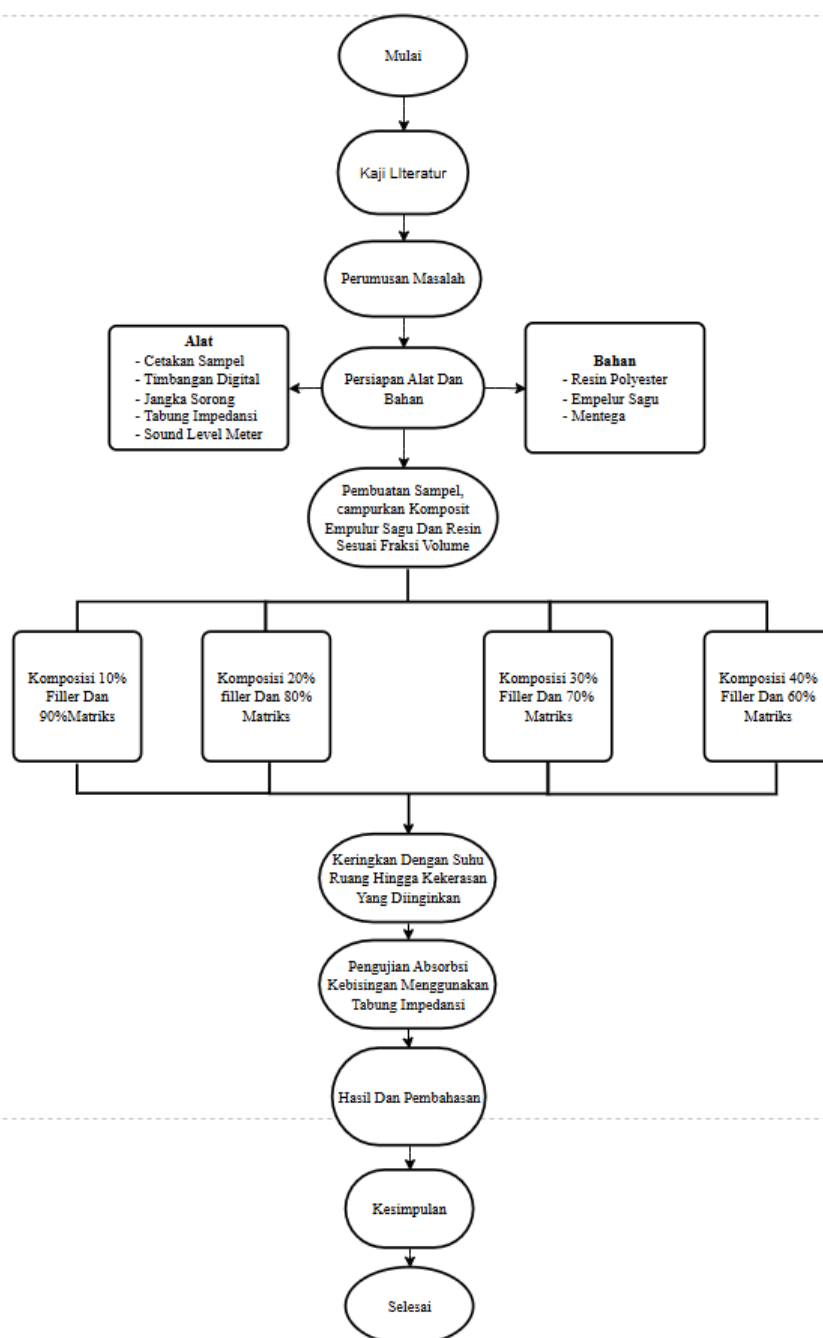 Mulai
Kaji LIteratur
Perumusan Masalah
Alat
- Cetakan Sampel
- Timbangan Digital
- Jangka Sorong
- Tabung Impedansi
- Sound Level Meter
Persiapan Alat Dan
Bahan
Bahan
- Resin Polyester
- Empelur Sagu
- Mentega
Pembuatan Sampel,
campurkan Komposit
Empulur Sagu Dan Resin
Sesuai Fraksi Volume
Komposisi 10%
Filler Dan
90%Matriks
Komposisi 20%
filler Dan 80%
Matriks
Komposisi 30%
Filler Dan 70%
Matriks
Komposisi 40%
Filler Dan 60%
Matriks
Keringkan Dengan Suhu
Ruang Hingga Kekerasan
Yang Diinginkan
Pengujian Absorbsi
Kebisingan Menggunakan
Tabung Impedansi
Hasil Dan Pembahasan
Kesimpulan
Selesai